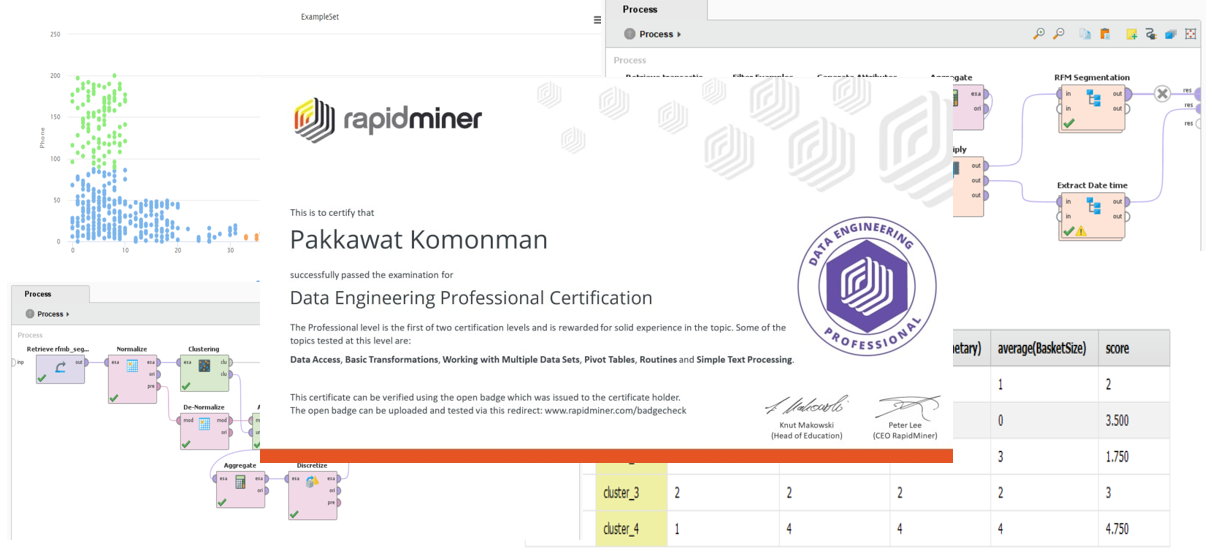 ExampleSet
250
200
150
100
50
0
Phone
0
10
20
30
Process
Process
Process
RFM Segmentation
in
out
in
out
res
exa
ori
res
res
out
out
out
Extract Date time
in
out
in
out
rapidminer
This is to certify that
Pakkawat Komonman
successfully passed the examination for
Data Engineering Professional Certification
The Professional level is the first of two certification levels and is rewarded for solid experience in the topic. Some of the
topics tested at this level are:
Data Access, Basic Transformations, Working with Multiple Data Sets, Pivot Tables, Routines and Simple Text Processing.
This certificate can be verified using the open badge which was issued to the certificate holder.
The open badge can be uploaded and tested via this redirect: www.rapidminer.com/badgecheck
DATA ENGINEERING
PROFESSIONAL
Knut Makowski
(Head of Education)
Peter Lee
(CEO RapidMiner)
Process
Process
Process
inp
Retrieve rfmb_seg...
out
Normalize
exa
exa
ori
pre
Clustering
exa
clu
clu
De-Normalize
mod
mod
ori
Aggregate
exa
exa
ori
Discretize
exa
exa
ori
pre
average(BasketSize) score
1 2
0 3.500
3 1.750
cluster_3 2 2 2 2 3
cluster_4 1 4 4 4 4.750